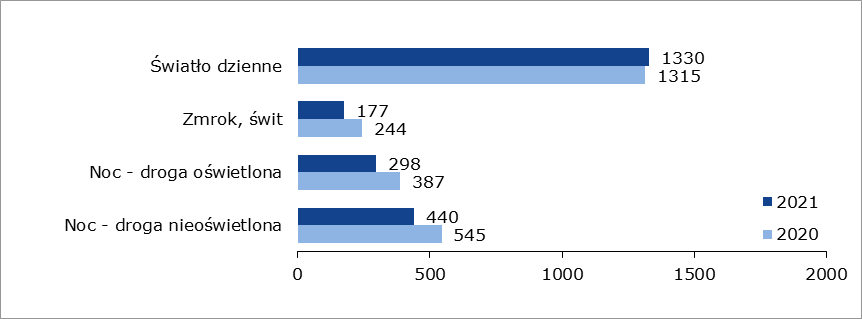 Światło dzienne
1330
1315
Zmrok, świt
177
244
Noc - droga oświetlona
298
387
Noc - droga nieoświetlona
440
545
2021
2020
0 500 1000 1500 2000